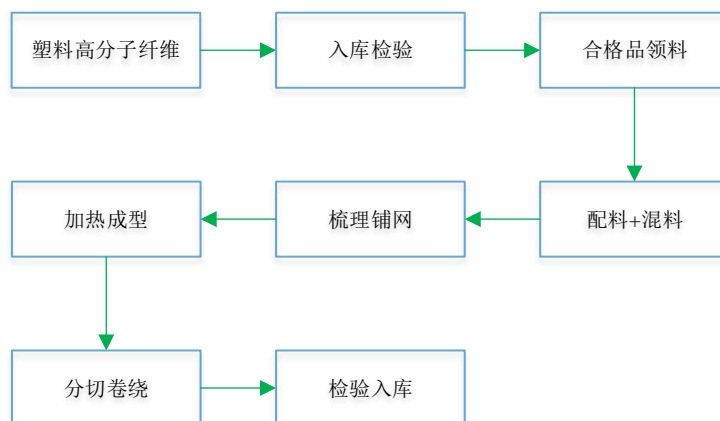 塑料高分子纤维
入库检验
合格品领料
配料+混料
梳理铺网
加热成型
分切卷绕
检验入库